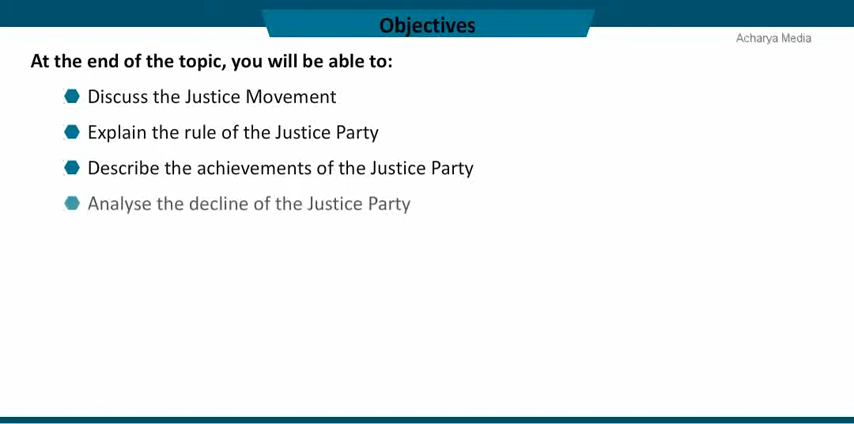 Objectives
Acharya Media
At the end of the topic, you will be able to:
Discuss the Justice Movement
Explain the rule of the Justice Party
Describe the achievements of the Justice Party
Analyse the decline of the Justice Party